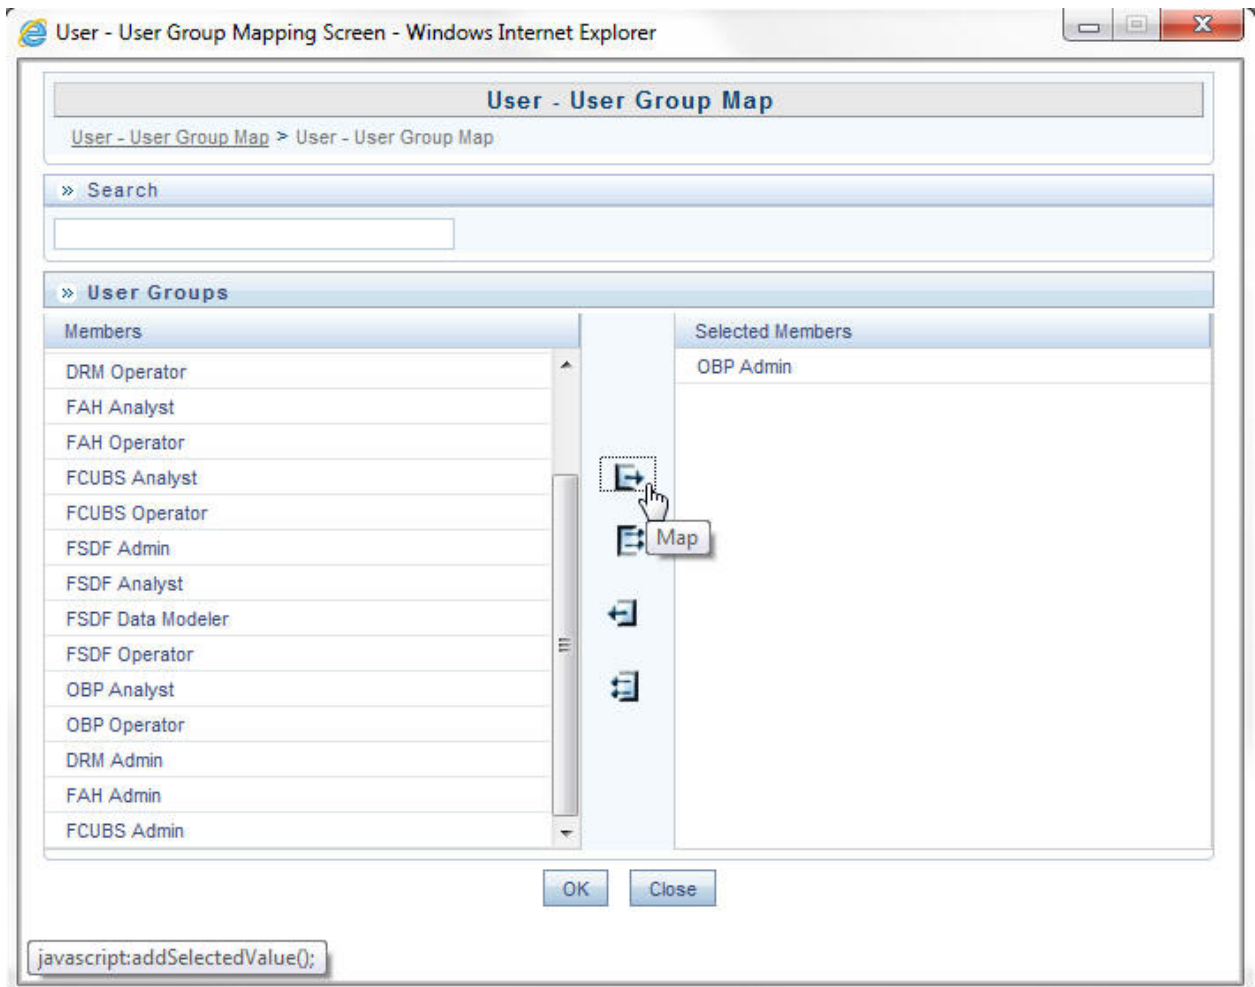 User - User Group Mapping Screen - Windows Internet Explorer
User - User Group Map
User - User Group Map > User - User Group Map
» Search
» User Groups
Members
Selected Members
DRM Operator
OBP Admin
FAH Analyst
FAH Operator
FCUBS Analyst
FCUBS Operator
Map
FSDF Admin
FSDF Analyst
FSDF Data Modeler
FSDF Operator
OBP Analyst
OBP Operator
DRM Admin
FAH Admin
FCUBS Admin
OK
Close
javascript:addSelectedValue();